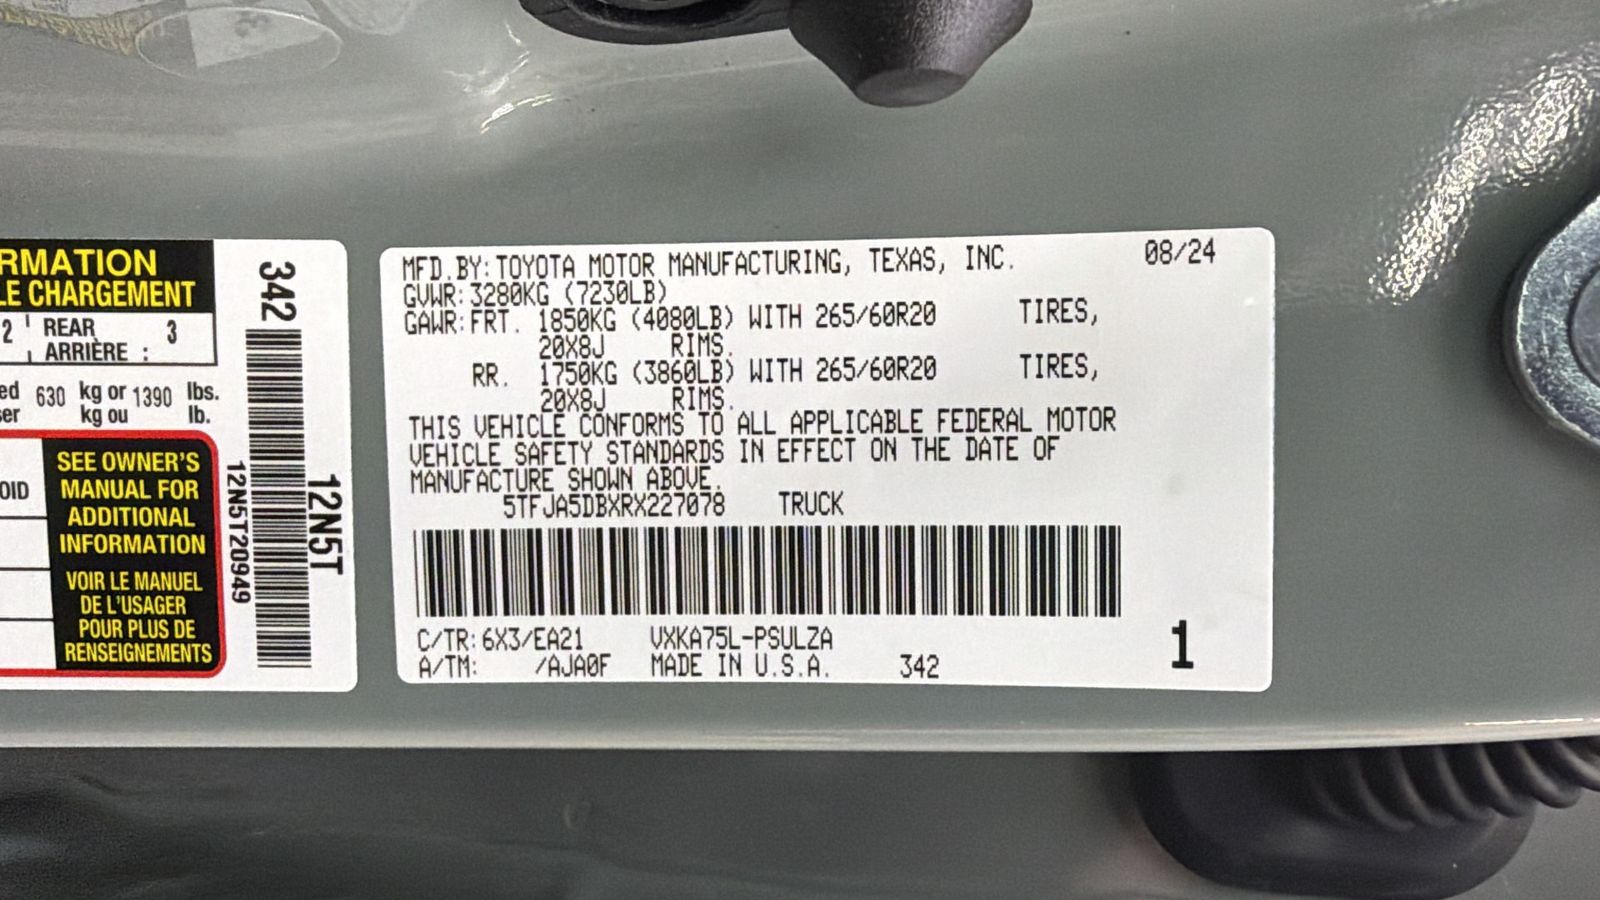 RMATION
LE CHARGEMENT
2 REAR 3
ARRIÈRE :
ed 630 kg or 1390 lbs.
ser kg ou lb.
OID
SEE OWNER'S
MANUAL FOR
ADDITIONAL
INFORMATION
VOIR LE MANUEL
DE L'USAGER
POUR PLUS DE
RENSEIGNEMENTS
342
12N5T20949
12N5T
MFD.BY:TOYOTA MOTOR MANUFACTURING, TEXAS, INC. 08/24
GVWR:3280KG (7230LB)
GAWR:FRT. 1850KG (4080LB) WITH 265/60R20 TIRES,
20X8J RIMS.
RR. 1750KG (3860LB) WITH 265/60R20 TIRES,
20X8J RIMS.
THIS VEHICLE CONFORMS TO ALL APPLICABLE FEDERAL MOTOR
VEHICLE SAFETY STANDARDS IN EFFECT ON THE DATE OF
MANUFACTURE SHOWN ABOVE.
5TFJA5DBXRX227078 TRUCK
C/TR:6X3/EA21 VXKA75L-PSULZA
A/TM: /AJA0F MADE IN U.S.A. 342
1